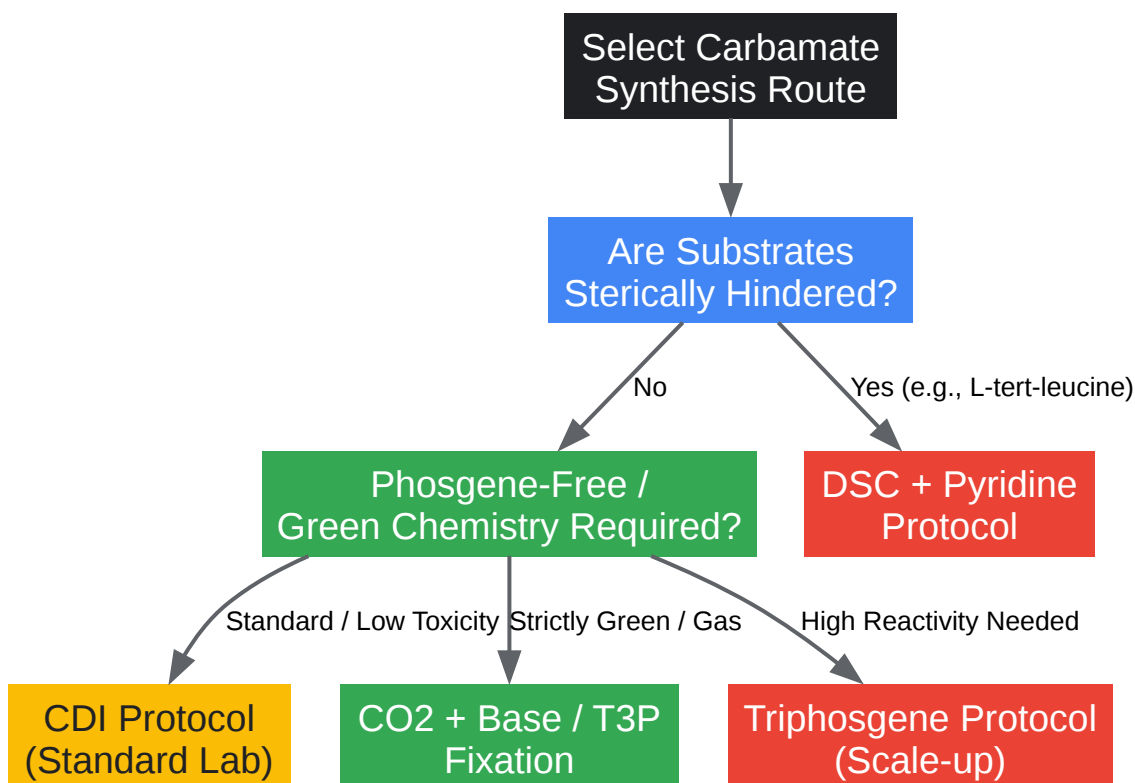 Select Carbamate
Synthesis Route
Are Substrates
Sterically Hindered?
No
Yes (e.g., L-tert-leucine)
Phosgene-Free /
Green Chemistry Required?
DSC + Pyridine
Protocol
Standard / Low Toxicity
Strictly Green / Gas
High Reactivity Needed
CDI Protocol
(Standard Lab)
CO2 + Base / T3P
Fixation
Triphosgene Protocol
(Scale-up)